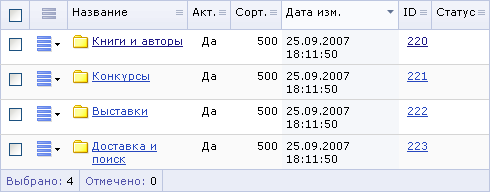 Название Акт. Сорт. Дата изм. ID Статус
Книги и авторы Да 500 25.09.2007 220
18:11:50
Конкурсы Да 500 25.09.2007 221
18:11:50
Выставки Да 500 25.09.2007 222
18:11:50
Доставка и Да 500 25.09.2007 223
поиск 18:11:50
Выбрано: 4 Отмечено: 0